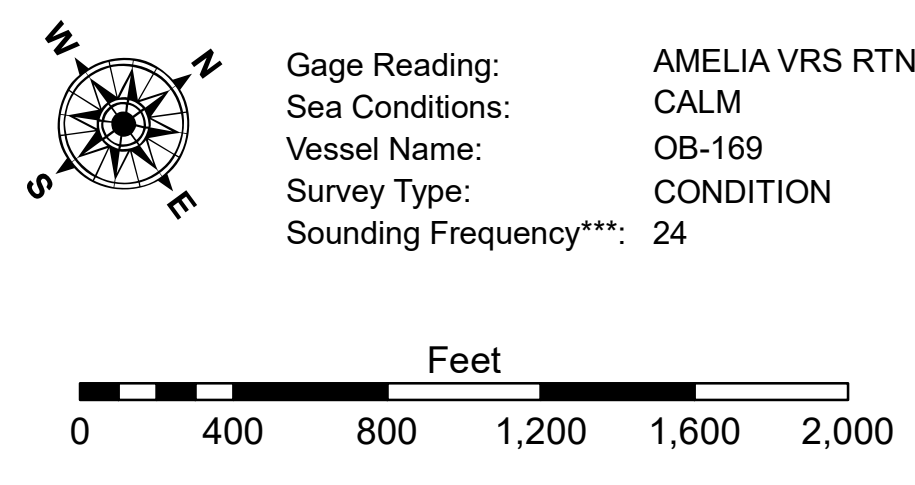 W
N
S
E
Gage Reading: AMELIA VRS RTN
Sea Conditions: CALM
Vessel Name: OB-169
Survey Type: CONDITION
Sounding Frequency***: 24
Feet
0 400 800 1,200 1,600 2,000